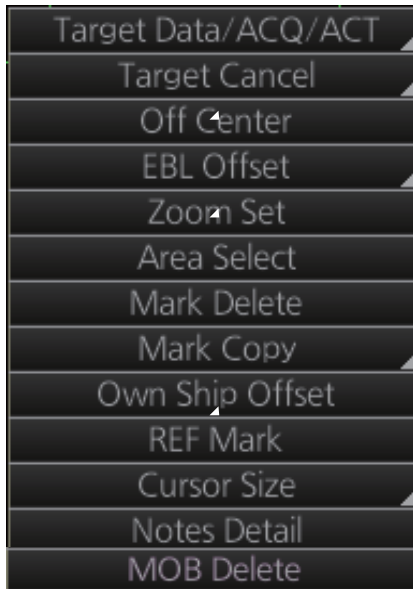 Target Data/ACQ/ACT
Target Cancel
Off Center
EBL Offset
Zoom Set
Area Select
Mark Delete
Mark Copy
Own Ship Offset
REF Mark
Cursor Size
Notes Detail
MOB Delete